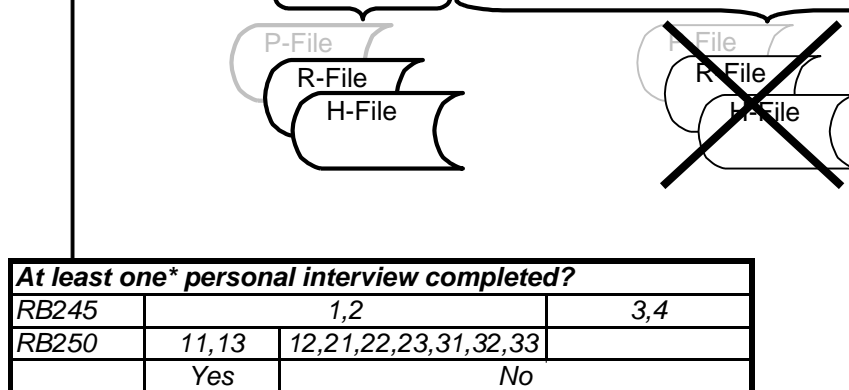 P-File P-File
R-File R-File
H-File H-File
At least one* personal interview completed?
RB245 1,2 3,4
RB250 11,13 12,21,22,23,31,32,33
Yes No